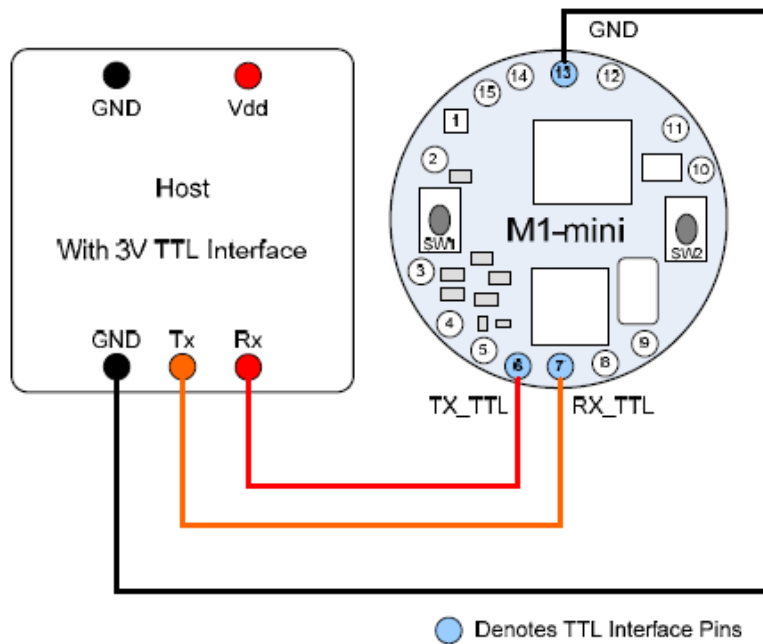 GND
Vdd
Host
With 3V TTL Interface
GND Tx Rx
GND
13
14
12
15
1
11
2
10
M1-mini
SW1
SW2
3
4
5
6
7
8
9
TX_TTL
RX_TTL
Denotes TTL Interface Pins